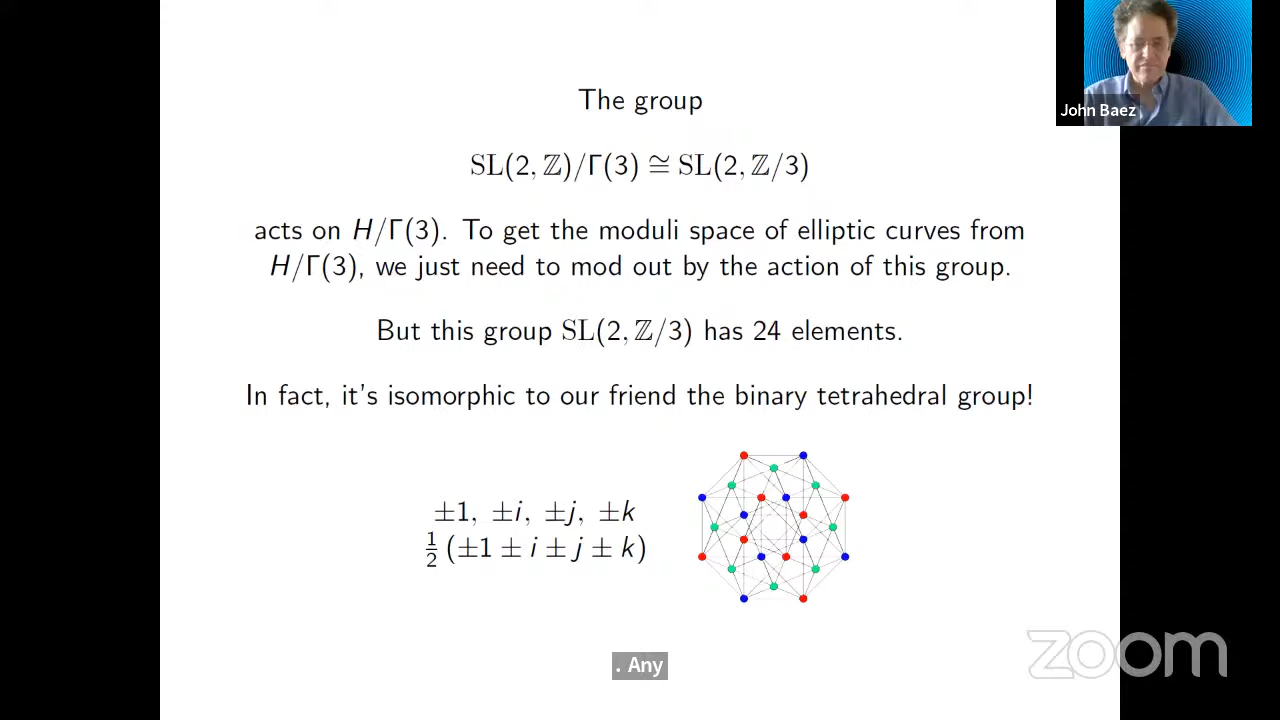 The group
SL(2, ℤ)/Γ(3) ≅ SL(2, ℤ/3)
acts on H/Γ(3). To get the moduli space of elliptic curves from
H/Γ(3), we just need to mod out by the action of this group.
But this group SL(2, ℤ/3) has 24 elements.
In fact, it's isomorphic to our friend the binary tetrahedral group!
±1, ±i, ±j, ±k
½ (±1 ± i ± j ± k)
John Baez
. Any
zoom